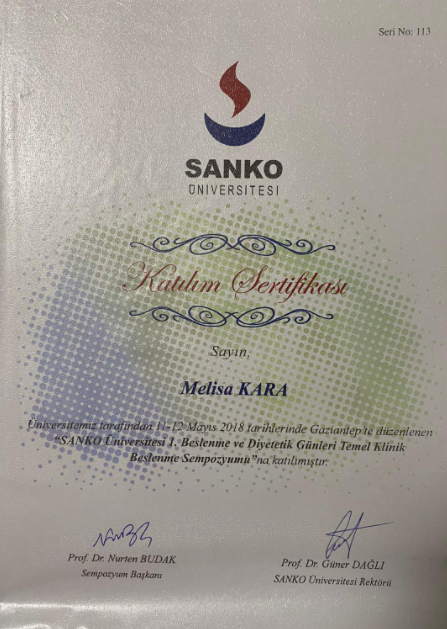 Seri No: 113
SANKO
ÜNİVERSİTESİ
Katılım Sertifikası
Sayın,
Melisa KARA
Üniversitemiz tarafından 11-12 Mayıs 2018 tarihlerinde Gaziantep'te düzenlenen
"SANKO Üniversitesi 1. Beslenme ve Diyetetik Günleri Temel Klinik
Beslenme Sempozyumu"na katılmıştır.
Prof. Dr. Nurten BUDAK
Sempozyum Başkanı
Prof. Dr. Güner DAĞLI
SANKO Üniversitesi Rektörü